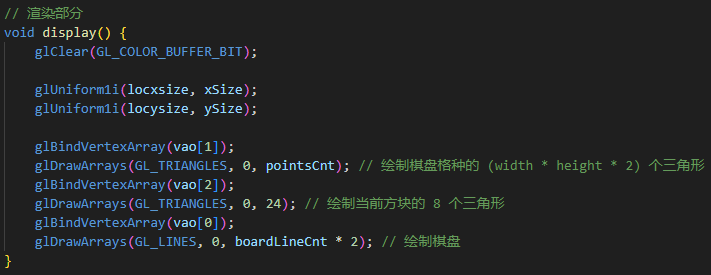 // 渲染部分
void display() {
    glClear(GL_COLOR_BUFFER_BIT);

    glUniform1i(locxsize, xSize);
    glUniform1i(locysize, ySize);

    glBindVertexArray(vao[1]);
    glDrawArrays(GL_TRIANGLES, 0, pointsCnt); // 绘制棋盘格种的 (width * height * 2) 个三角形
    glBindVertexArray(vao[2]);
    glDrawArrays(GL_TRIANGLES, 0, 24); // 绘制当前方块的 8 个三角形
    glBindVertexArray(vao[0]);
    glDrawArrays(GL_LINES, 0, boardLineCnt * 2); // 绘制棋盘
}